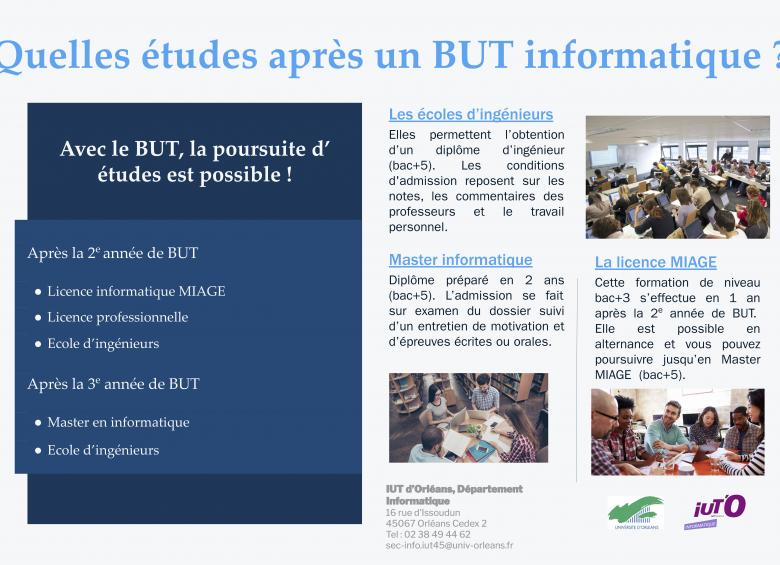 Quelles études après un BUT informatique ?
Avec le BUT, la poursuite d’
études est possible !
Après la 2e année de BUT
● Licence informatique MIAGE
● Licence professionnelle
● Ecole d’ingénieurs
Après la 3e année de BUT
● Master en informatique
● Ecole d’ingénieurs
Les écoles d’ingénieurs
Elles permettent l’obtention
d’un diplôme d’ingénieur
(bac+5). Les conditions
d’admission reposent sur les
notes, les commentaires des
professeurs et le travail
personnel.
Master informatique
Diplôme préparé en 2 ans
(bac+5). L’admission se fait
sur examen du dossier suivi
d’un entretien de motivation et
d’épreuves écrites ou orales.
La licence MIAGE
Cette formation de niveau
bac+3 s’effectue en 1 an
après la 2e année de BUT.
Elle est possible en
alternance et vous pouvez
poursuivre jusqu’en Master
MIAGE (bac+5).
IUT d’Orléans, Département
Informatique
16 rue d’Issoudun
45067 Orléans Cedex 2
Tel : 02 38 49 44 62
sec-info.iut45@univ-orleans.fr
UNIVERSITÉ D’ORLÉANS
iUT’O
INFORMATIQUE